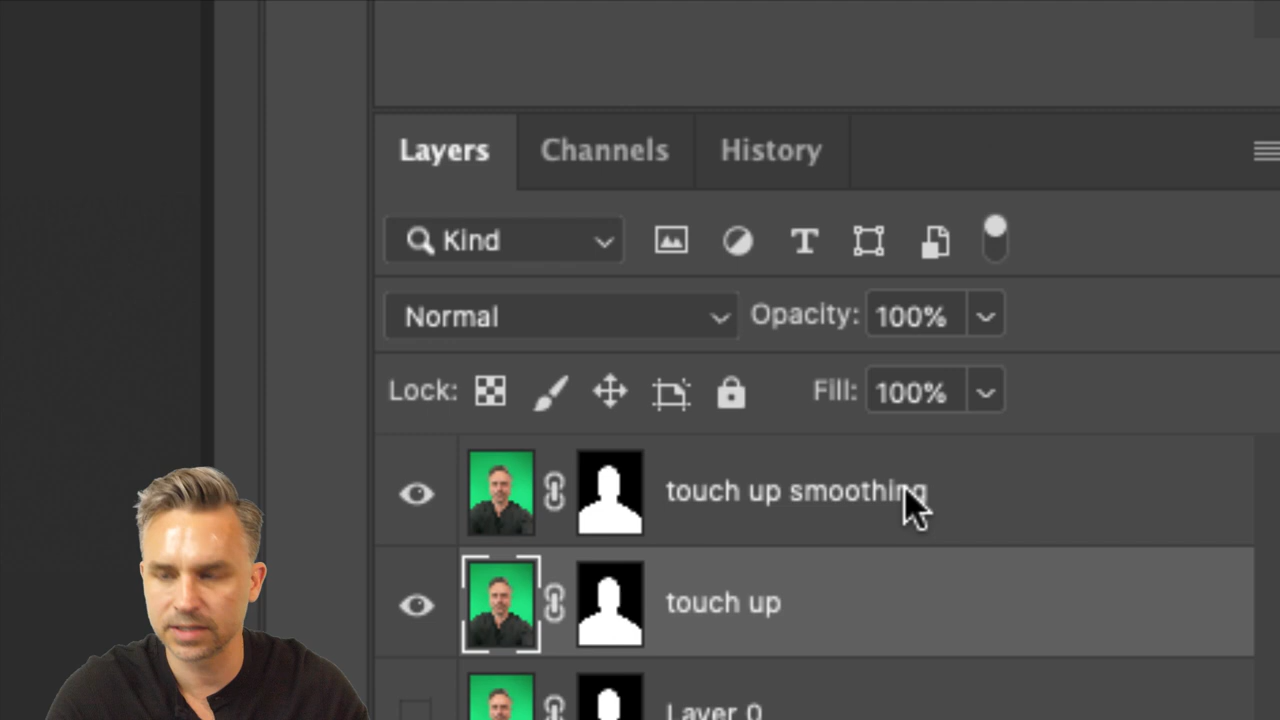 Layers Channels History
Kind T
Normal Opacity: 100%
Lock: Fill: 100%
touch up smoothing
touch up
Layer 0